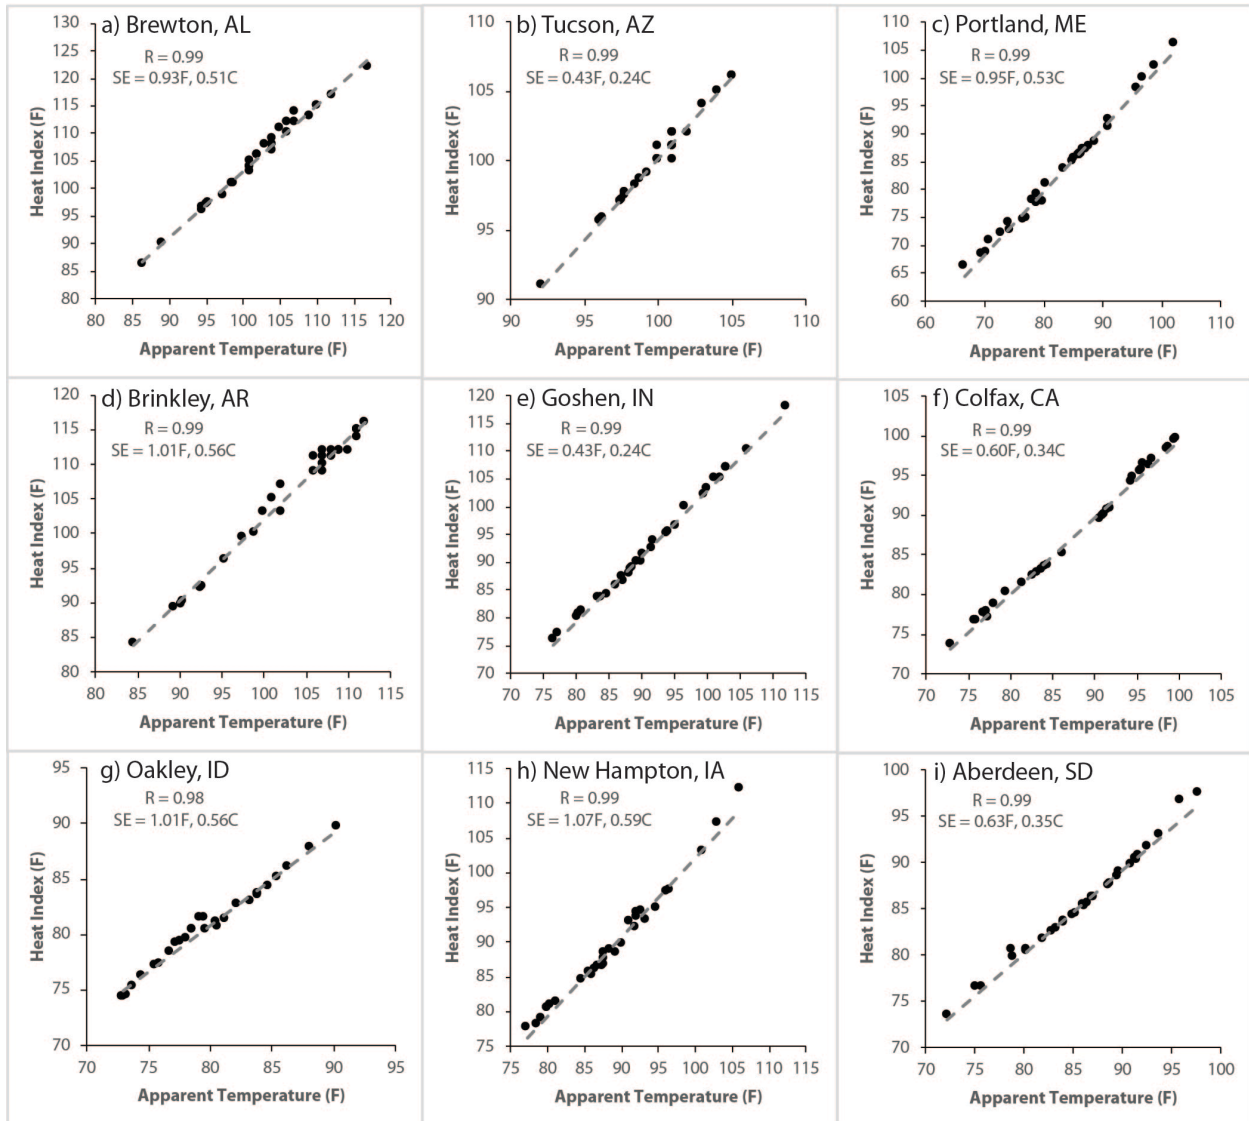 a) Brewton, AL
R = 0.99
SE = 0.93F, 0.51C
Heat Index (F)
130
125
120
115
110
105
100
95
90
85
80
80 85 90 95 100 105 110 115 120
Apparent Temperature (F)
b) Tucson, AZ
R = 0.99
SE = 0.43F, 0.24C
Heat Index (F)
110
105
100
95
90
90 95 100 105 110
Apparent Temperature (F)
c) Portland, ME
R = 0.99
SE = 0.95F, 0.53C
Heat Index (F)
110
105
100
95
90
85
80
75
70
65
60
60 70 80 90 100 110
Apparent Temperature (F)
d) Brinkley, AR
R = 0.99
SE = 1.01F, 0.56C
Heat Index (F)
120
115
110
105
100
95
90
85
80
80 85 90 95 100 105 110 115
Apparent Temperature (F)
e) Goshen, IN
R = 0.99
SE = 0.43F, 0.24C
Heat Index (F)
120
115
110
105
100
95
90
85
80
75
70
70 75 80 85 90 95 100 105 110 115
Apparent Temperature (F)
f) Colfax, CA
R = 0.99
SE = 0.60F, 0.34C
Heat Index (F)
105
100
95
90
85
80
75
70
70 75 80 85 90 95 100 105
Apparent Temperature (F)
g) Oakley, ID
R = 0.98
SE = 1.01F, 0.56C
Heat Index (F)
95
90
85
80
75
70
70 75 80 85 90 95
Apparent Temperature (F)
h) New Hampton, IA
R = 0.99
SE = 1.07F, 0.59C
Heat Index (F)
115
110
105
100
95
90
85
80
75
75 80 85 90 95 100 105 110 115
Apparent Temperature (F)
i) Aberdeen, SD
R = 0.99
SE = 0.63F, 0.35C
Heat Index (F)
100
95
90
85
80
75
70
70 75 80 85 90 95 100
Apparent Temperature (F)